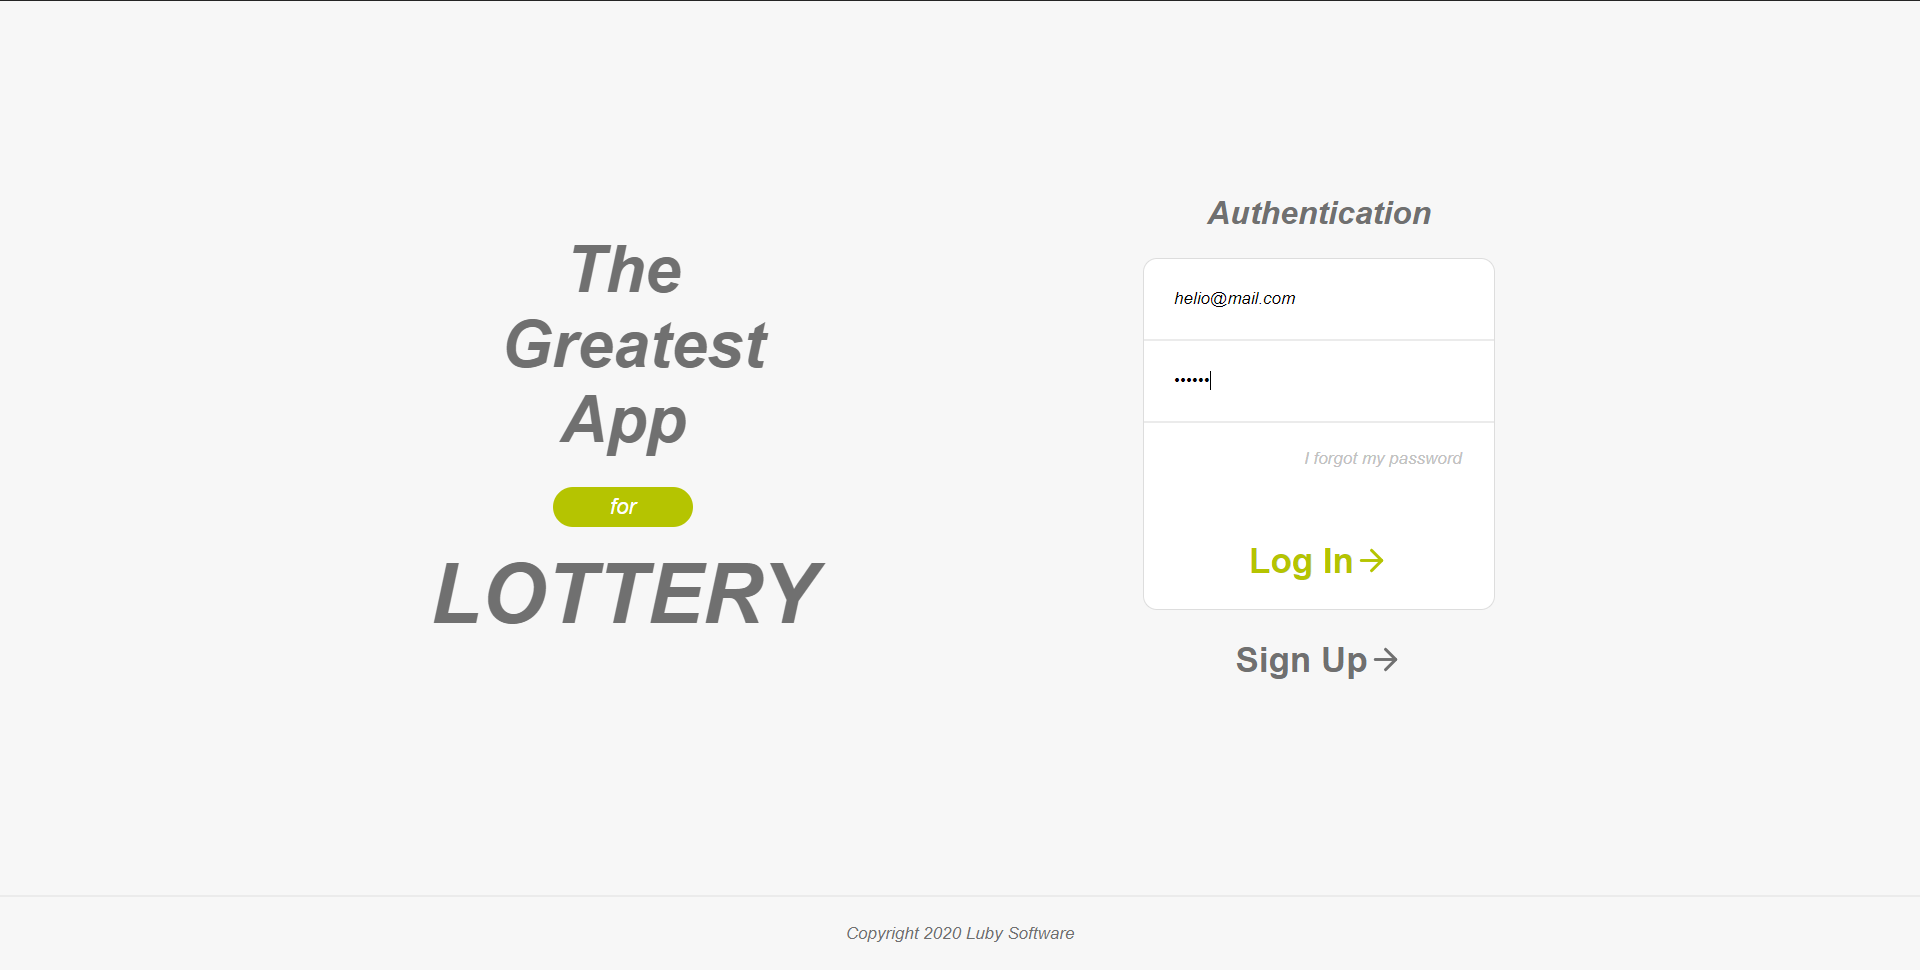 The
Greatest
App
for
LOTTERY
Authentication
helio@mail.com
••••••
I forgot my password
Log In
Sign Up
Copyright 2020 Luby Software